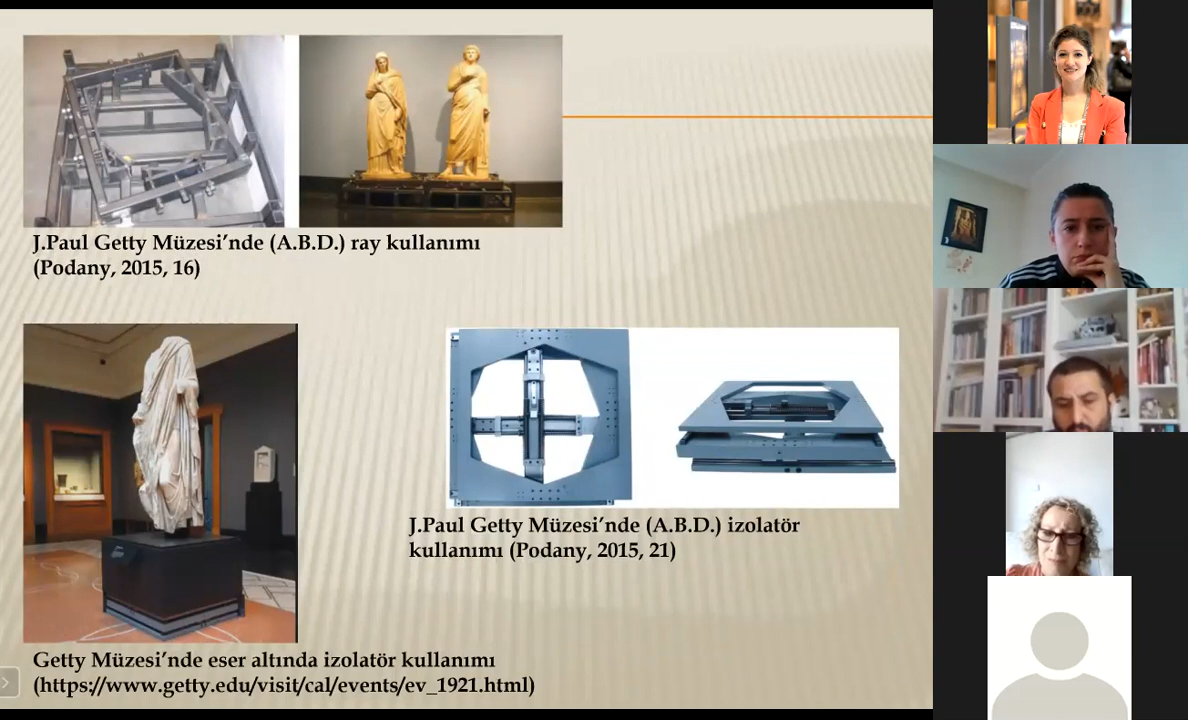 J.Paul Getty Müzesi’nde (A.B.D.) ray kullanımı
(Podany, 2015, 16)
J.Paul Getty Müzesi’nde (A.B.D.) izolatör
kullanımı (Podany, 2015, 21)
Getty Müzesi’nde eser altında izolatör kullanımı
(https://www.getty.edu/visit/cal/events/ev_1921.html)